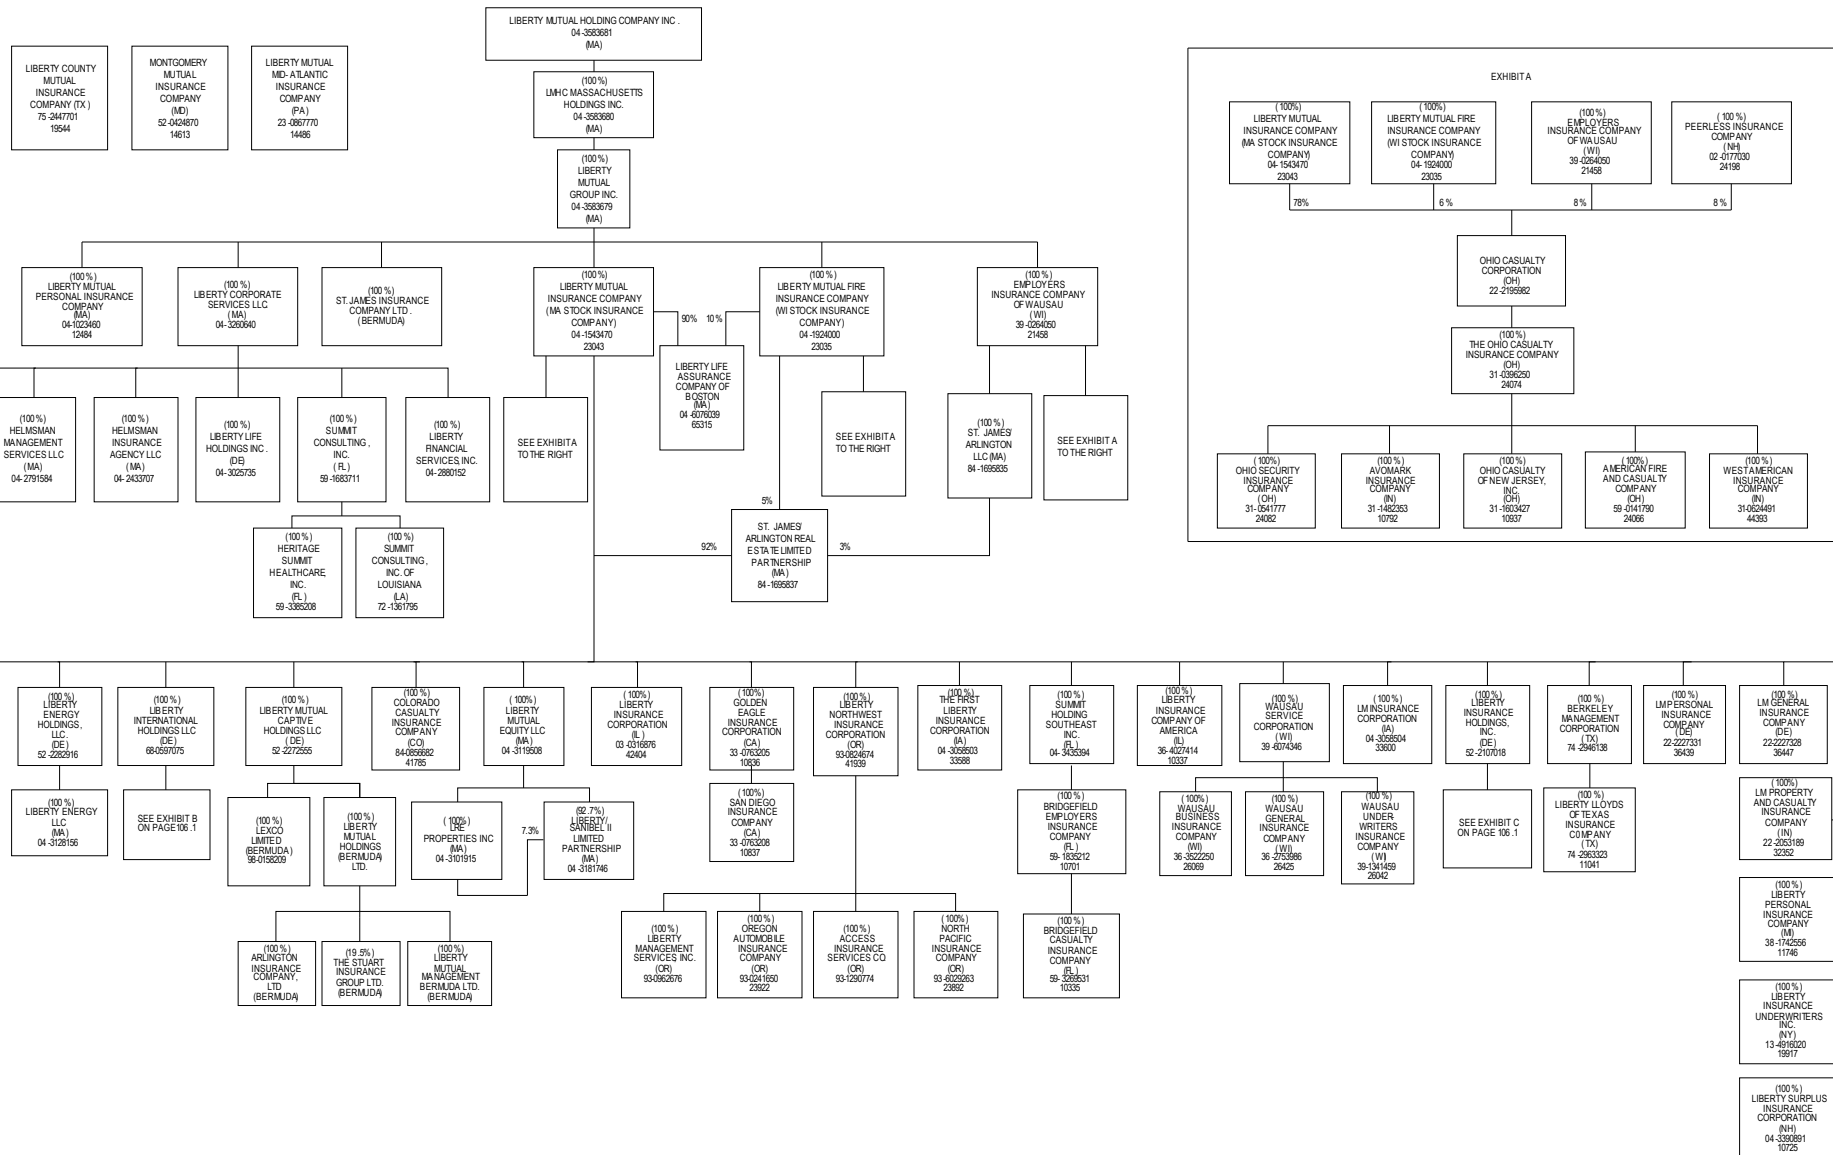 LIBERTY MUTUAL HOLDING COMPANY INC .
04 -3583681
(MA)
LIBERTY COUNTY
MUTUAL
INSURANCE
COMPANY (TX )
75 -2447701
19544
MONTGOMERY
MUTUAL
INSURANCE
COMPANY
(MD)
52 -0424870
14613
LIBERTY MUTUAL
MID- ATLANTIC
INSURANCE
COMPANY
(PA)
23 -0867770
14486
(100 %)
LMHC MASSACHUSETTS
HOLDINGS INC.
04 -3583680
(MA)
(100 %)
LIBERTY
MUTUAL
GROUP INC.
04 -3583679
(MA)
EXHIBIT A
( 100%)
LIBERTY MUTUAL
INSURANCE COMPANY
(MA STOCK INSURANCE
COMPANY)
04- 1543470
23043
( 100%)
LIBERTY MUTUAL FIRE
INSURANCE COMPANY
(WI STOCK INSURANCE
COMPANY)
04- 1924000
23035
( 100 %)
EMPLOYERS
INSURANCE COMPANY
OF WAUSAU
( WI)
39 -0264050
21458
( 100 %)
PEERLESS INSURANCE
COMPANY
( NH)
02 -0177030
24198
78%
6 %
8 %
8 %
OHIO CASUALTY
CORPORATION
(OH)
22 -2195982
(100 %)
THE OHIO CASUALTY
INSURANCE COMPANY
(OH)
31 -0396250
24074
( 100%)
OHIO SECURITY
INSURANCE
COMPANY
( OH)
31- 0541777
24082
(100 %)
AVOMARK
INSURANCE
COMPANY
(IN)
31 -1482353
10792
(100 %)
OHIO CASUALTY
OF NEW JERSEY,
INC.
(OH)
31 -1603427
10937
( 100%)
AMERICAN FIRE
AND CASUALTY
COMPANY
(OH)
59 -0141790
24066
(100 %)
WEST AMERICAN
INSURANCE
COMPANY
(IN)
31-0624491
44393
(100 %)
LIBERTY MUTUAL
PERSONAL INSURANCE
COMPANY
(MA)
04-1023460
12484
(100 %)
LIBERTY CORPORATE
SERVICES LLC
( MA)
04- 3260640
(100 %)
ST. JAMES INSURANCE
COMPANY LTD .
( BERMUDA)
(100 %)
LIBERTY MUTUAL
INSURANCE COMPANY
( MA STOCK INSURANCE
COMPANY)
04 -1543470
23043
90%
10 %
(100 %)
LIBERTY MUTUAL FIRE
INSURANCE COMPANY
(WI STOCK INSURANCE
COMPANY)
04 -1924000
23035
(100 %)
EMPLOYERS
INSURANCE COMPANY
OF WAUSAU
( WI)
39 -0264050
21458
LIBERTY LIFE
ASSURANCE
COMPANY OF
BOSTON
(MA)
04 -6076039
65315
(100 %)
HELMSMAN
MANAGEMENT
SERVICES LLC
( MA)
04- 2791584
(100 %)
HELMSMAN
INSURANCE
AGENCY LLC
( MA)
04- 2433707
(100 %)
LIBERTY LIFE
HOLDINGS INC .
( DE)
04- 3025735
(100 %)
SUMMIT
CONSULTING ,
INC.
( FL )
59 -1683711
(100 %)
LIBERTY
FINANCIAL
SERVICES, INC.
04- 2880152
SEE EXHIBIT A
TO THE RIGHT
SEE EXHIBIT A
TO THE RIGHT
(100 %)
ST. JAMES/
ARLINGTON
LLC (MA)
84 -1695835
SEE EXHIBIT A
TO THE RIGHT
5%
92%
ST. JAMES/
ARLINGTON REAL
ESTATE LIMITED
PARTNERSHIP
(MA)
84 -1695837
3%
(100 %)
HERITAGE
SUMMIT
HEALTHCARE,
INC.
(FL )
59 -3385208
(100 %)
SUMMIT
CONSULTING ,
INC. OF
LOUISIANA
(LA)
72 -1361795
(100 %)
LIBERTY
ENERGY
HOLDINGS ,
LLC.
(DE)
52 -2282916
(100 %)
LIBERTY
INTERNATIONAL
HOLDINGS LLC
(DE)
68-0597075
(100 %)
LIBERTY MUTUAL
CAPTIVE
HOLDINGS LLC
( DE)
52 -2272555
(100 %)
COLORADO
CASUALTY
INSURANCE
COMPANY
(CO)
84-0856682
41785
( 100%)
LIBERTY
MUTUAL
EQUITY LLC
(MA)
04 -3119508
( 100%)
LIBERTY
INSURANCE
CORPORATION
(IL )
03 -0316876
42404
( 100%)
GOLDEN
EAGLE
INSURANCE
CORPORATION
(CA)
33 -0763205
10836
(100 %)
LIBERTY
NORTHWEST
INSURANCE
CORPORATION
(OR)
93-0824674
41939
(100 %)
THE FIRST
LIBERTY
INSURANCE
CORPORATION
(IA)
04 -3058503
33588
(100 %)
SUMMIT
HOLDING
SOUTHEAST
INC.
(FL )
04- 3435394
( 100%)
LIBERTY
INSURANCE
COMPANY OF
AMERICA
(IL)
36- 4027414
10337
(100 %)
WAUSAU
SERVICE
CORPORATION
( WI)
39 -6074346
( 100 %)
LM INSURANCE
CORPORATION
(IA)
04 -3058504
33600
(100 %)
LIBERTY
INSURANCE
HOLDINGS,
INC.
(DE)
52 -2107018
(100 %)
BERKELEY
MANAGEMENT
CORPORATION
( TX)
74 -2946138
(100 %)
LM PERSONAL
INSURANCE
COMPANY
( DE)
22-2227331
36439
(100 %)
LM GENERAL
INSURANCE
COMPANY
(DE)
22-2227328
36447
(100 %)
LIBERTY ENERGY
LLC
(MA)
04 -3128156
SEE EXHIBIT B
ON PAGE 106 .1
(100 %)
LEXCO
LIMITED
(BERMUDA )
98-0158209
(100 %)
LIBERTY
MUTUAL
HOLDINGS
(BERMUDA)
LTD.
( 100%)
LRE
PROPERTIES INC
(MA)
04 -3101915
7.3%
(92 .7%)
LIBERTY/
SANIBEL II
LIMITED
PARTNERSHIP
(MA)
04 -3181746
( 100%)
SAN DIEGO
INSURANCE
COMPANY
(CA)
33 -0763208
10837
(100 %)
BRIDGEFIELD
EMPLOYERS
INSURANCE
COMPANY
(FL)
59- 1835212
10701
( 100%)
WAUSAU
BUSINESS
INSURANCE
COMPANY
(WI)
36 -3522250
26069
(100 %)
WAUSAU
GENERAL
INSURANCE
COMPANY
( WI)
36 -2753986
26425
(100 %)
WAUSAU
UNDER-
WRITERS
INSURANCE
COMPANY
( WI)
39-1341459
26042
SEE EXHIBIT C
ON PAGE 106 .1
(100 %)
LIBERTY LLOYDS
OF TEXAS
INSURANCE
COMPANY
( TX)
74 -2963323
11041
( 100%)
LM PROPERTY
AND CASUALTY
INSURANCE
COMPANY
( IN)
22 -2053189
32352
(100 %)
ARLINGTON
INSURANCE
COMPANY,
LTD
(BERMUDA)
(19 .5%)
THE STUART
INSURANCE
GROUP LTD.
(BERMUDA)
(100 %)
LIBERTY
MUTUAL
MANAGEMENT
BERMUDA LTD.
(BERMUDA)
(100 %)
LIBERTY
MANAGEMENT
SERVICES, INC.
(OR)
93-0962676
(100 %)
OREGON
AUTOMOBILE
INSURANCE
COMPANY
(OR)
93-0241650
23922
(100 %)
ACCESS
INSURANCE
SERVICES CO.
(OR)
93-1290774
( 100%)
NORTH
PACIFIC
INSURANCE
COMPANY
(OR)
93 -6029263
23892
(100 %)
BRIDGEFIELD
CASUALTY
INSURANCE
COMPANY
(FL )
59- 3269531
10335
(100 %)
LIBERTY
PERSONAL
INSURANCE
COMPANY
(MI)
38 -1742556
11746
(100 %)
LIBERTY
INSURANCE
UNDERWRITERS
INC.
(NY )
13 -4916020
19917
(100 %)
LIBERTY SURPLUS
INSURANCE
CORPORATION
(NH)
04 -3390891
10725